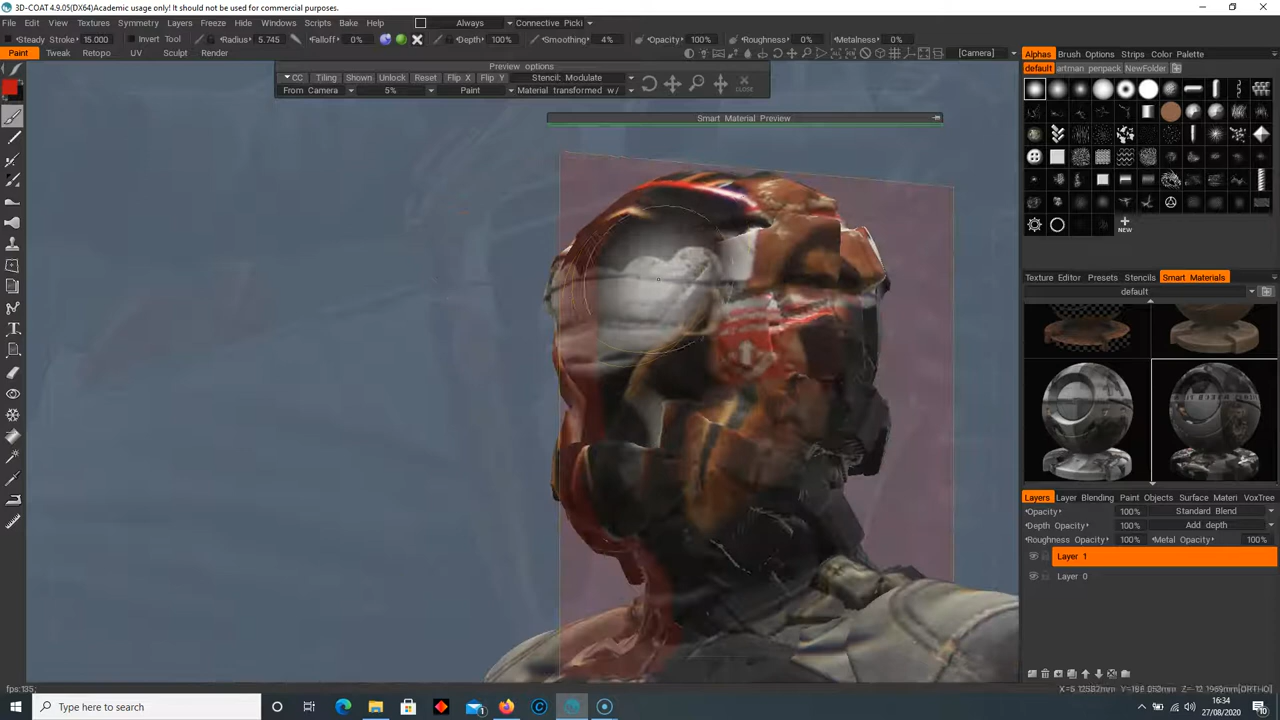 3D-COAT 4.9.05(DX64)Academic usage only! It should not be used for commercial purposes.
File Edit View Textures Symmetry Layers Freeze Hide Windows Scripts Bake Help Always Connective Picki
Steady Stroke 15.000 Invert Tool Radius 5.745 Falloff 0% Depth 100% Smoothing 4% Opacity 100% Roughness 0% Metalness 0%
Paint Tweak Retopo UV Sculpt Render [Camera]
Alphas Brush Options Strips Color Palette
Preview options
default artman penpack NewFolder
CC Tiling Shown Unlock Reset Flip X Flip Y Stencil: Modulate
CLOSE
From Camera 5% Paint Material transformed w/
Smart Material Preview
NEW
Texture Editor Presets Stencils Smart Materials
default
Layers Layer Blending Paint Objects Surface Materi VoxTree
Opacity 100% Standard Blend
Depth Opacity 100% Add depth
Roughness Opacity 100% Metal Opacity 100%
Layer 1
Layer 0
fps:135;
[ORTHO]
Type here to search
16:34
27/08/2020